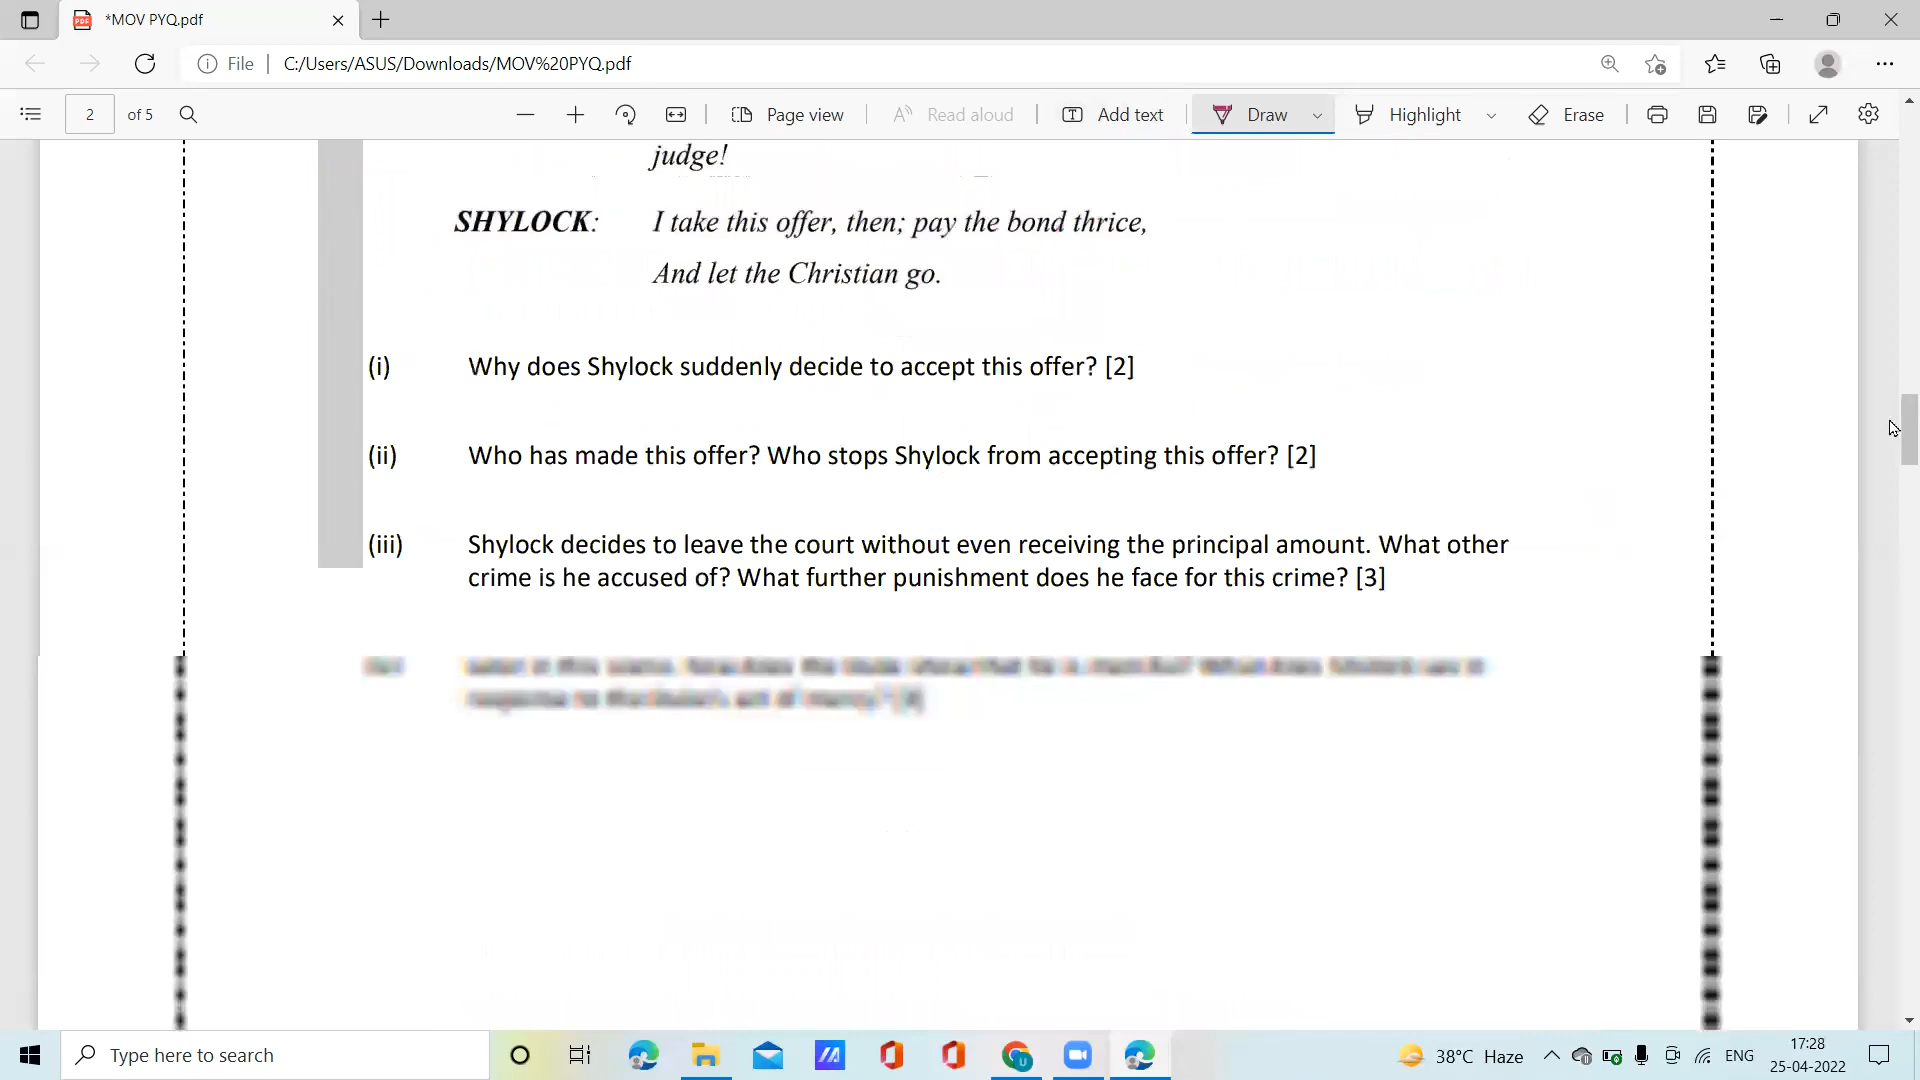 *MOV PYQ.pdf
File
C:/Users/ASUS/Downloads/MOV%20PYQ.pdf
2 of 5
Page view
Read aloud
Add text
Draw
Highlight
Erase
judge!
SHYLOCK: I take this offer, then; pay the bond thrice,
And let the Christian go.
(i) Why does Shylock suddenly decide to accept this offer? [2]
(ii) Who has made this offer? Who stops Shylock from accepting this offer? [2]
(iii) Shylock decides to leave the court without even receiving the principal amount. What other
crime is he accused of? What further punishment does he face for this crime? [3]
Type here to search
38°C Haze
ENG
17:28
25-04-2022